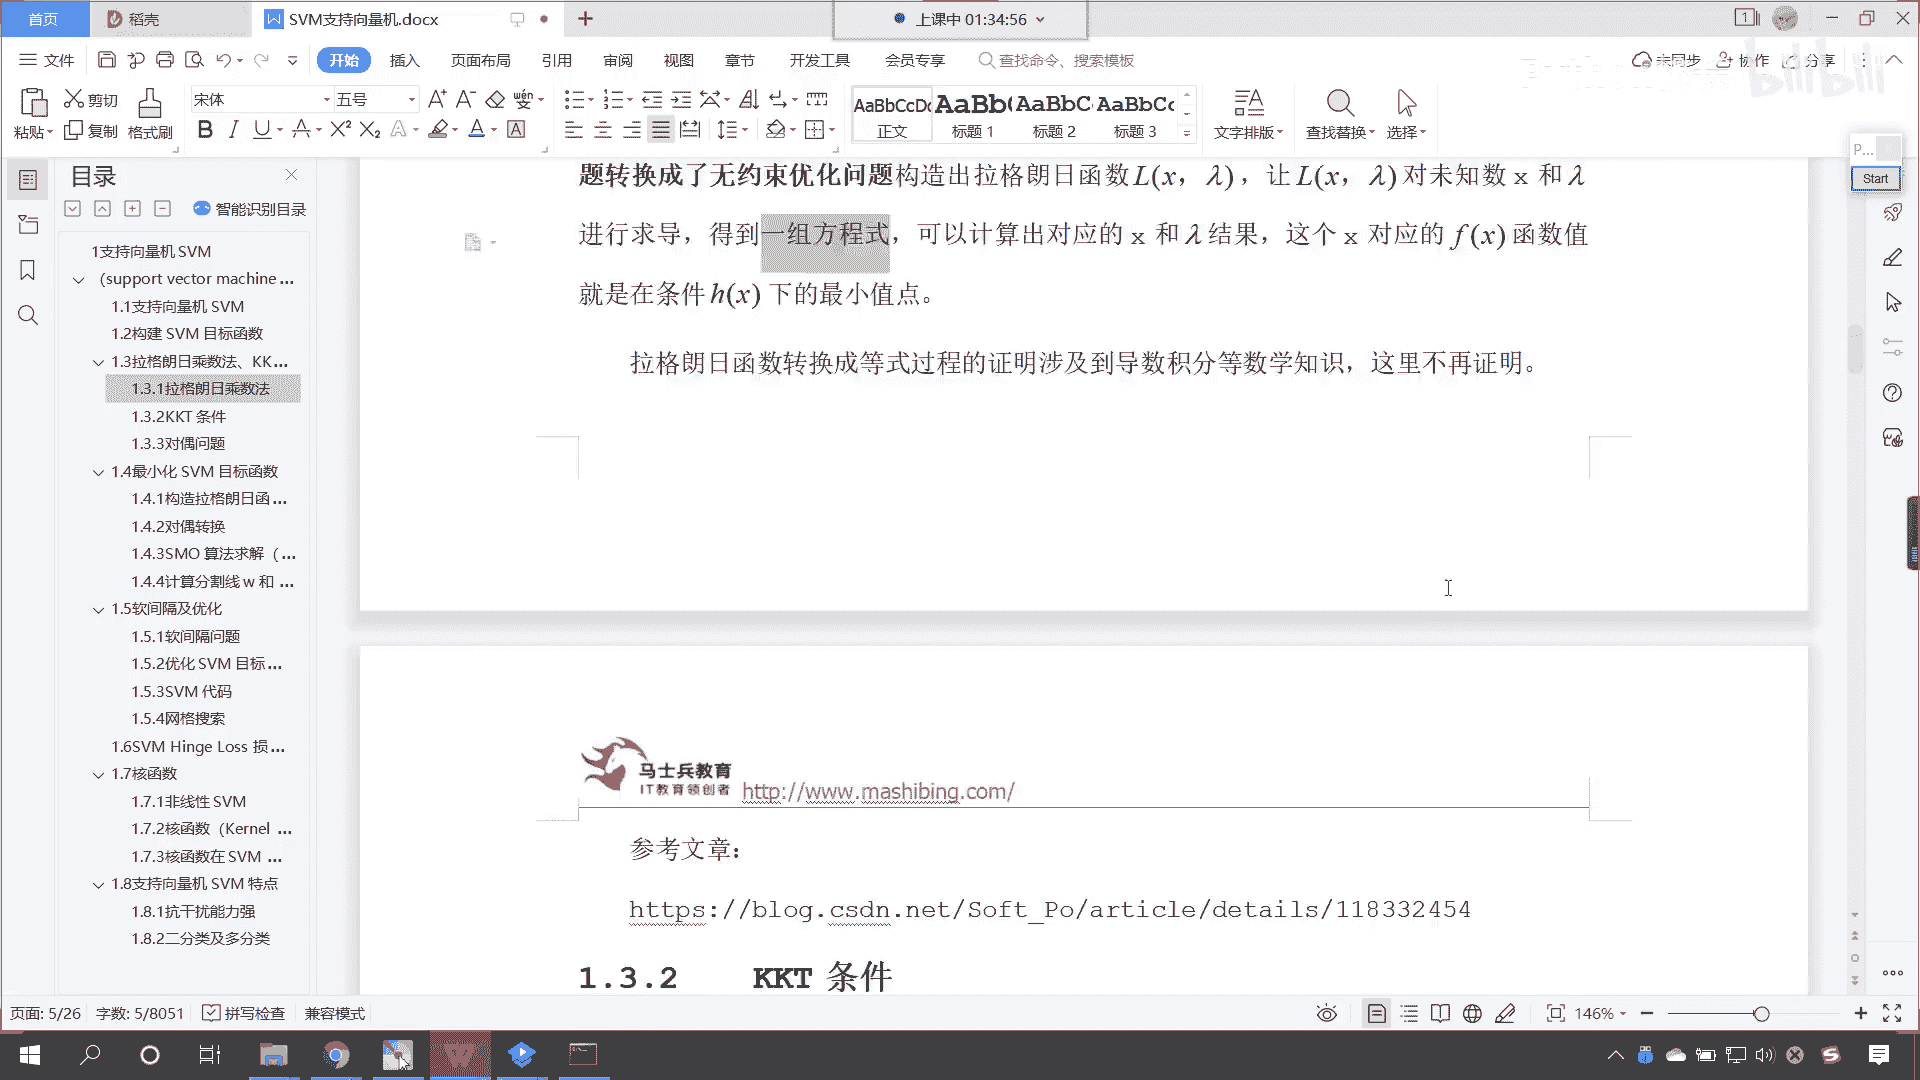 首页
稻壳
SVM支持向量机.docx
上课中 01:34:56
文件
开始
插入
页面布局
引用
审阅
视图
章节
开发工具
会员专享
查找命令、搜索模板
未同步
协作
分享
bilibili
粘贴
剪切
复制
格式刷
宋体
五号
AaBbCcDd
正文
AaBb(
标题 1
AaBbC
标题 2
AaBbCc
标题 3
文字排版
查找替换
选择
P...
Start
目录
智能识别目录
1支持向量机 SVM
（support vector machine ...
1.1支持向量机 SVM
1.2构建 SVM 目标函数
1.3拉格朗日乘数法、KK...
1.3.1拉格朗日乘数法
1.3.2KKT 条件
1.3.3对偶问题
1.4最小化 SVM 目标函数
1.4.1构造拉格朗日函 ...
1.4.2对偶转换
1.4.3SMO 算法求解（ ...
1.4.4计算分割线 w 和 ...
1.5软间隔及优化
1.5.1软间隔问题
1.5.2优化 SVM 目标 ...
1.5.3SVM 代码
1.5.4网格搜索
1.6SVM Hinge Loss 损 ...
1.7核函数
1.7.1非线性 SVM
1.7.2核函数（Kernel ...
1.7.3核函数在 SVM ...
1.8支持向量机 SVM 特点
1.8.1抗干扰能力强
1.8.2二分类及多分类
题转换成了无约束优化问题构造出拉格朗日函数L(x，λ)，让L(x，λ)对未知数 x 和λ
进行求导，得到一组方程式，可以计算出对应的 x 和λ结果，这个 x 对应的 f(x)函数值
就是在条件h(x)下的最小值点。
拉格朗日函数转换成等式过程的证明涉及到导数积分等数学知识，这里不再证明。
马士兵教育
IT教育领创者
http://www.mashibing.com/
参考文章：
https://blog.csdn.net/Soft_Po/article/details/118332454
1.3.2 KKT 条件
页面: 5/26
字数: 5/8051
拼写检查
兼容模式
146%